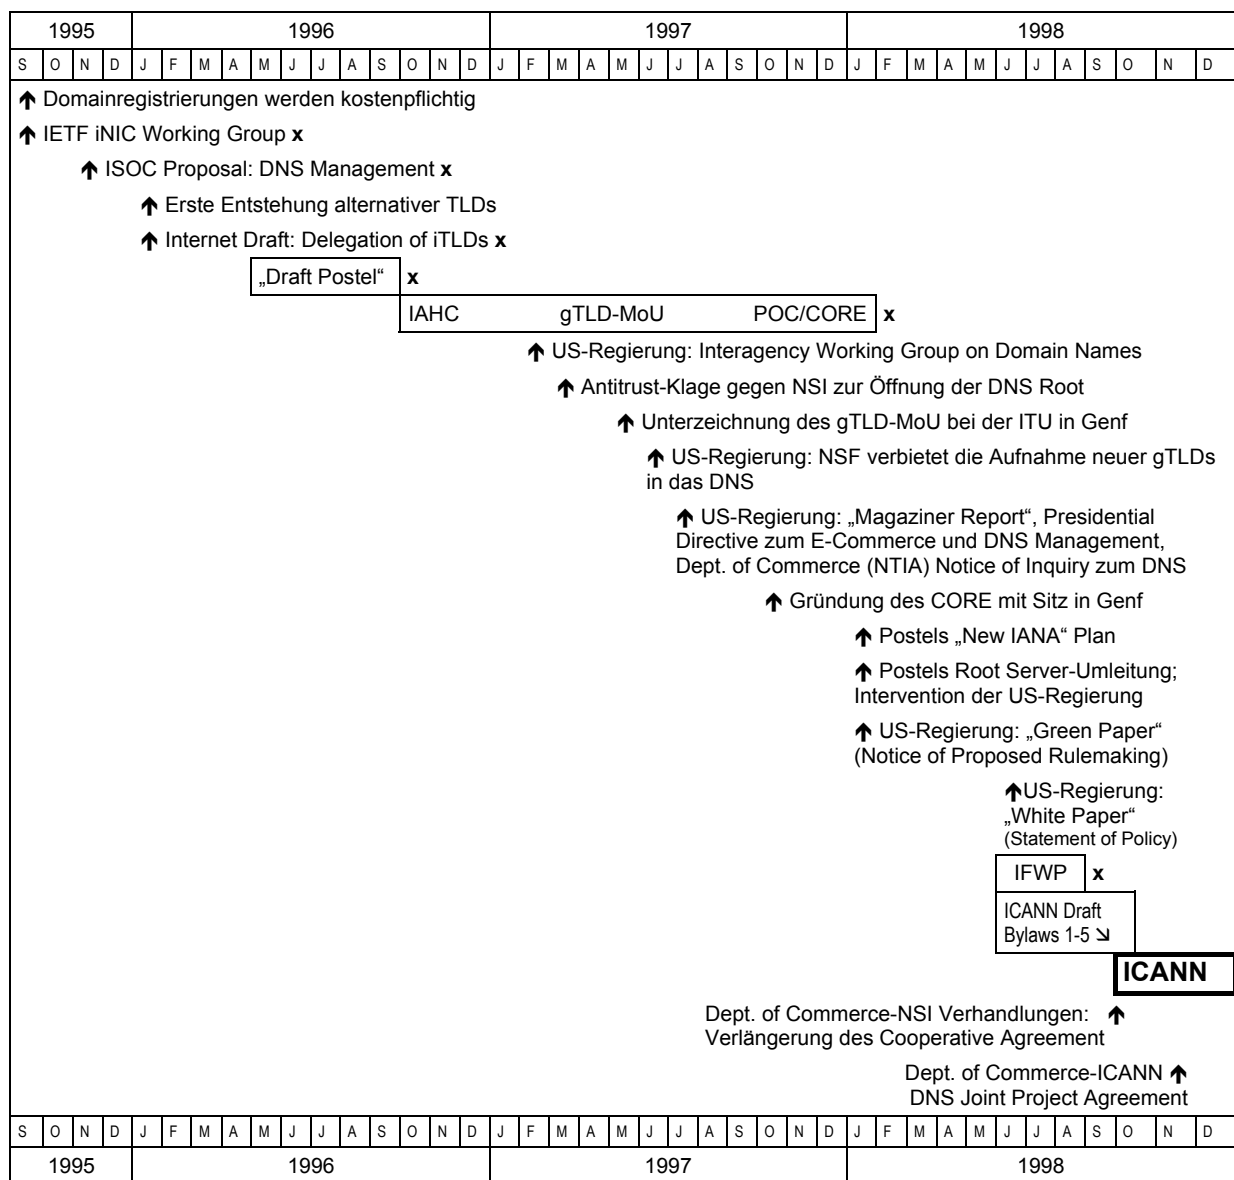 1995 1996 1997 1998
S O N D J F M A M J J A S O N D J F M A M J J A S O N D J F M A M J J A S O N D
↑ Domainregistrierungen werden kostenpflichtig
↑ IETF iNIC Working Group x
↑ ISOC Proposal: DNS Management x
↑ Erste Entstehung alternativer TLDs
↑ Internet Draft: Delegation of iTLDs x
„Draft Postel“ x
IAHC gTLD-MoU POC/CORE x
↑ US-Regierung: Interagency Working Group on Domain Names
↑ Antitrust-Klage gegen NSI zur Öffnung der DNS Root
↑ Unterzeichnung des gTLD-MoU bei der ITU in Genf
↑ US-Regierung: NSF verbietet die Aufnahme neuer gTLDs
in das DNS
↑ US-Regierung: „Magaziner Report“, Presidential
Directive zum E-Commerce und DNS Management,
Dept. of Commerce (NTIA) Notice of Inquiry zum DNS
↑ Gründung des CORE mit Sitz in Genf
↑ Postels „New IANA“ Plan
↑ Postels Root Server-Umleitung;
Intervention der US-Regierung
↑ US-Regierung: „Green Paper“
(Notice of Proposed Rulemaking)
↑US-Regierung:
„White Paper“
(Statement of Policy)
IFWP x
ICANN Draft
Bylaws 1-5 ↘
ICANN
Dept. of Commerce-NSI Verhandlungen: ↑
Verlängerung des Cooperative Agreement
Dept. of Commerce-ICANN ↑
DNS Joint Project Agreement
S O N D J F M A M J J A S O N D J F M A M J J A S O N D J F M A M J J A S O N D
1995 1996 1997 1998